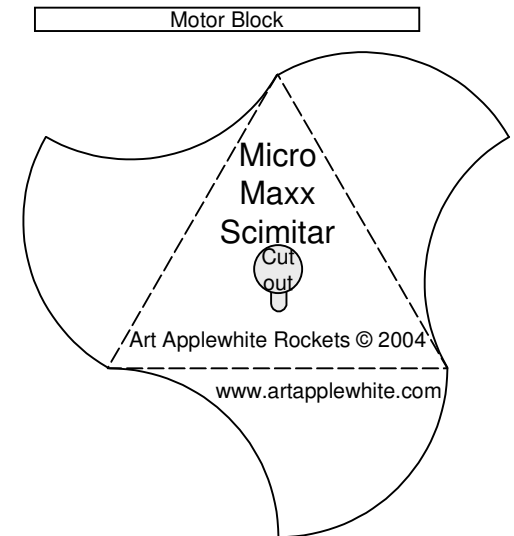 Motor Block
Micro
Maxx
Scimitar
Cut
out
Art Applewhite Rockets © 2004
www.artapplewhite.com